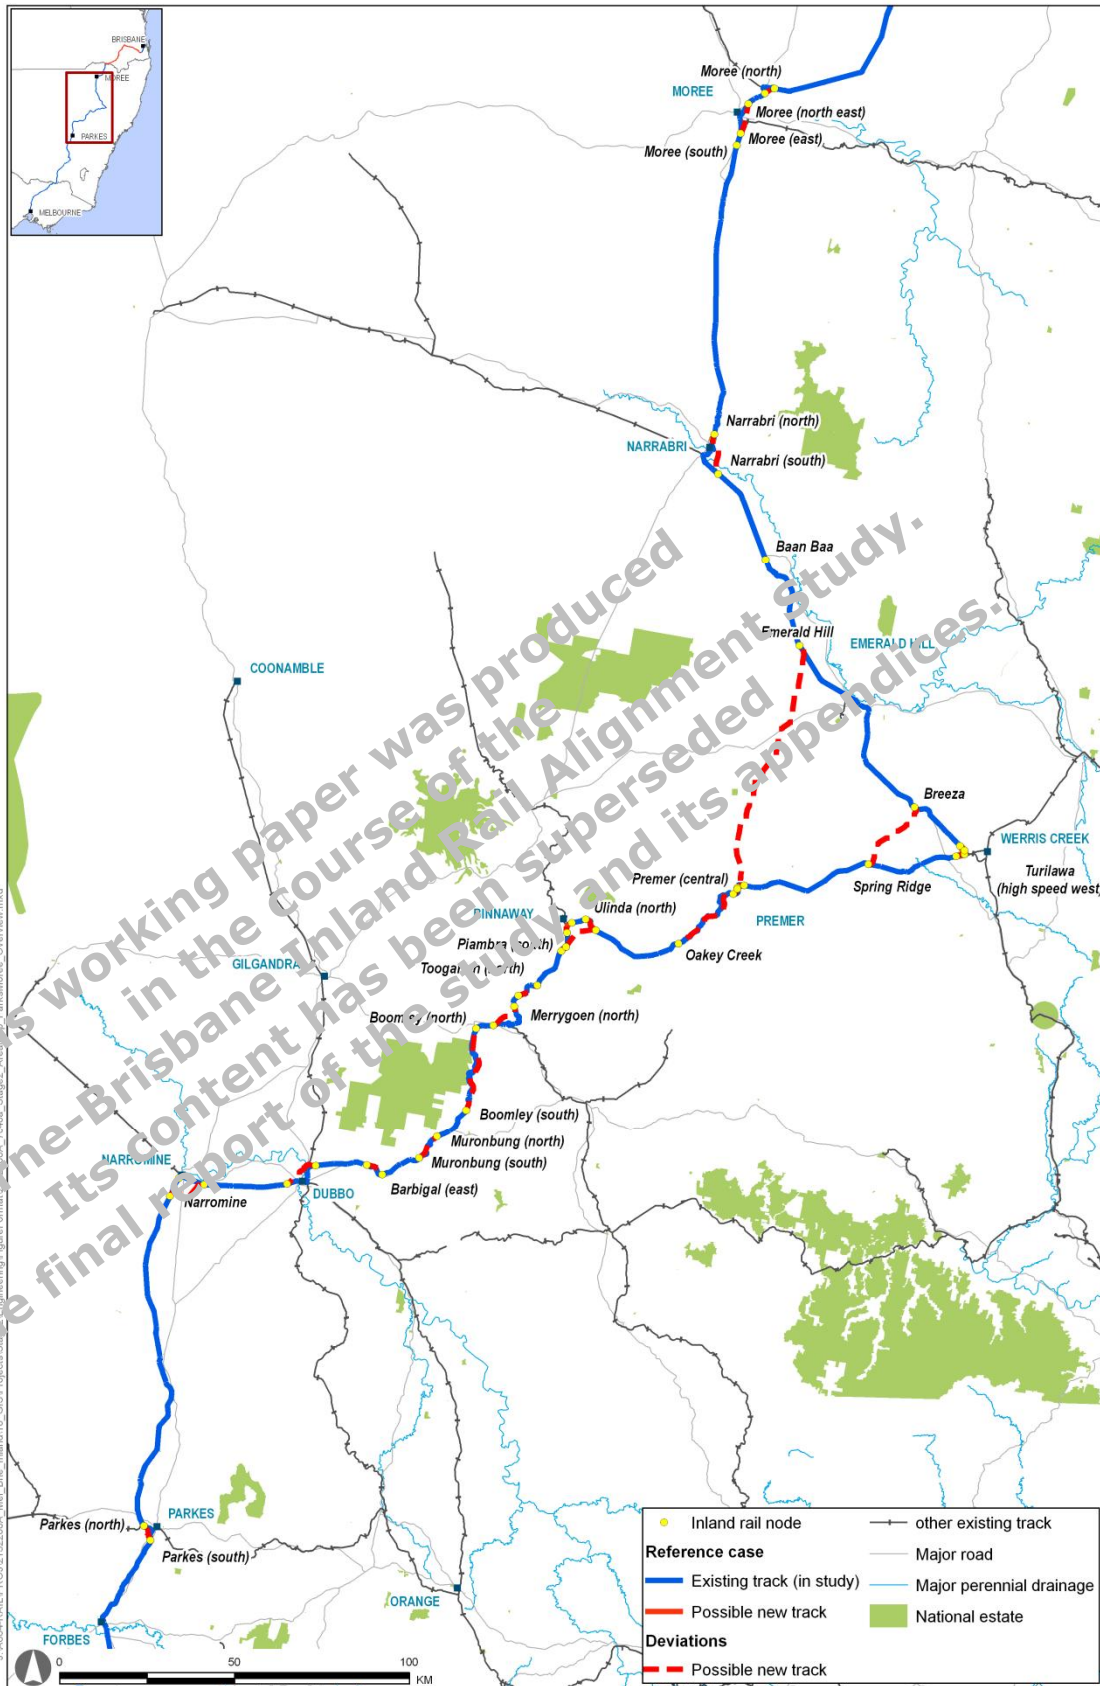 BRISBANE
MOREE
PARKES
MELBOURNE
Moree (north)
MOREE
Moree (north east)
Moree (east)
Moree (south)
Narrabri (north)
NARRABRI
Narrabri (south)
Baan Baa
Emerald Hill
EMERALD HILL
COONAMBLE
Breeza
WERRIS CREEK
Turilawa
(high speed west)
Spring Ridge
Premer (central)
PREMER
Ulinda (north)
BINNAWAY
Oakey Creek
GILGANDRA
Merrygoen (north)
Boomley (north)
Boomley (south)
Muronbung (north)
Muronbung (south)
Barbigal (east)
NARROMINE
Narromine
DUBBO
PARKES
Parkes (north)
Parkes (south)
ORANGE
FORBES
is working paper was produced
in the course of the
ne-Brisbane Inland Rail Alignment Study.
Its content has been superseded
e final report of the study and its appendices.
Inland rail node
Reference case
Existing track (in study)
Possible new track
Deviations
Possible new track
other existing track
Major road
Major perennial drainage
National estate
0 50 100
KM